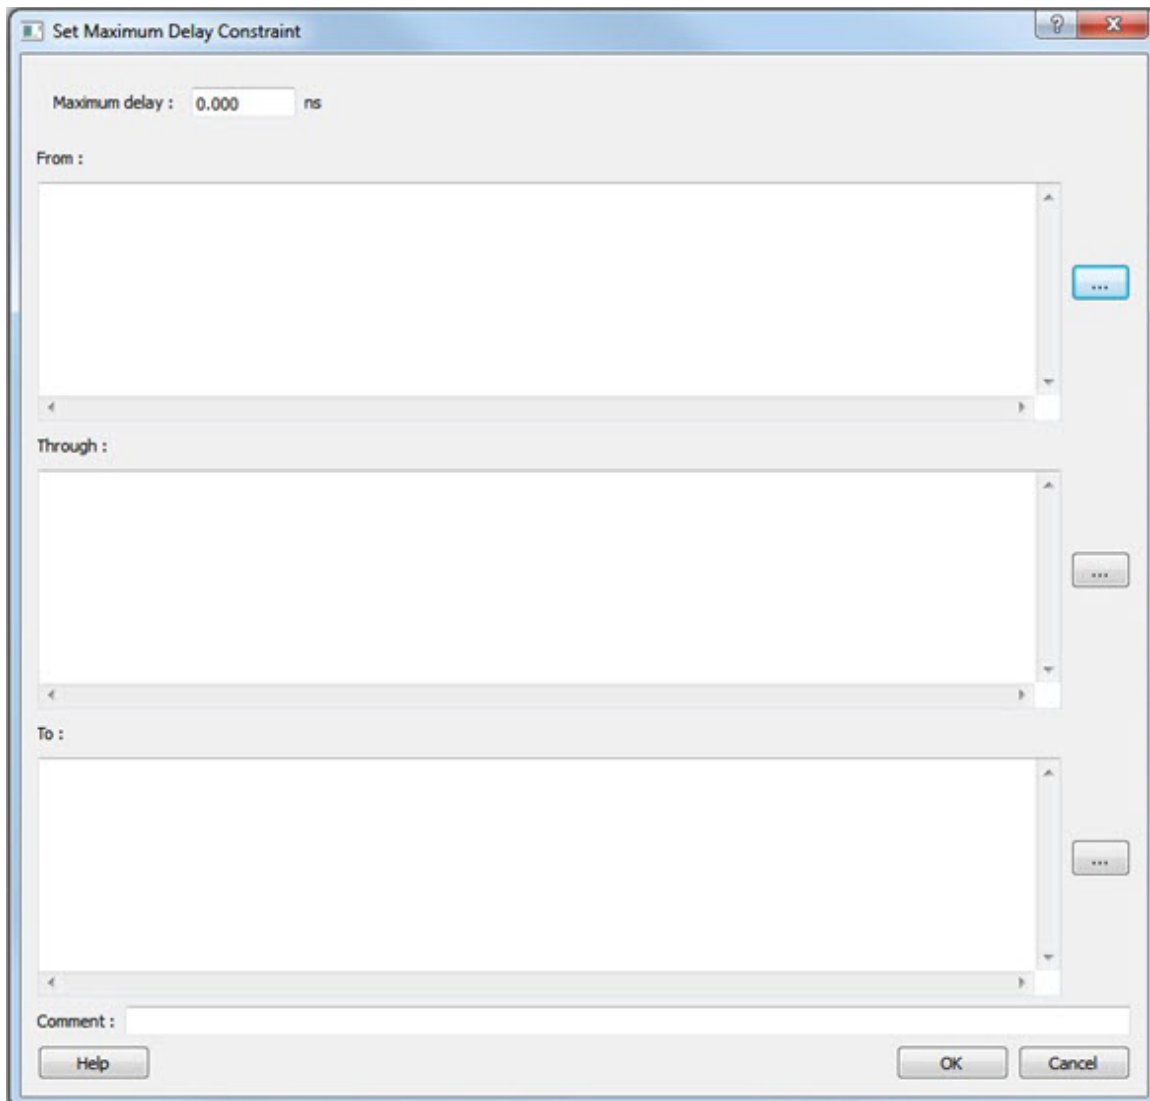 Set Maximum Delay Constraint
? X
Maximum delay : 0.000 ns
From :
...
Through :
...
To :
...
Comment :
Help OK Cancel